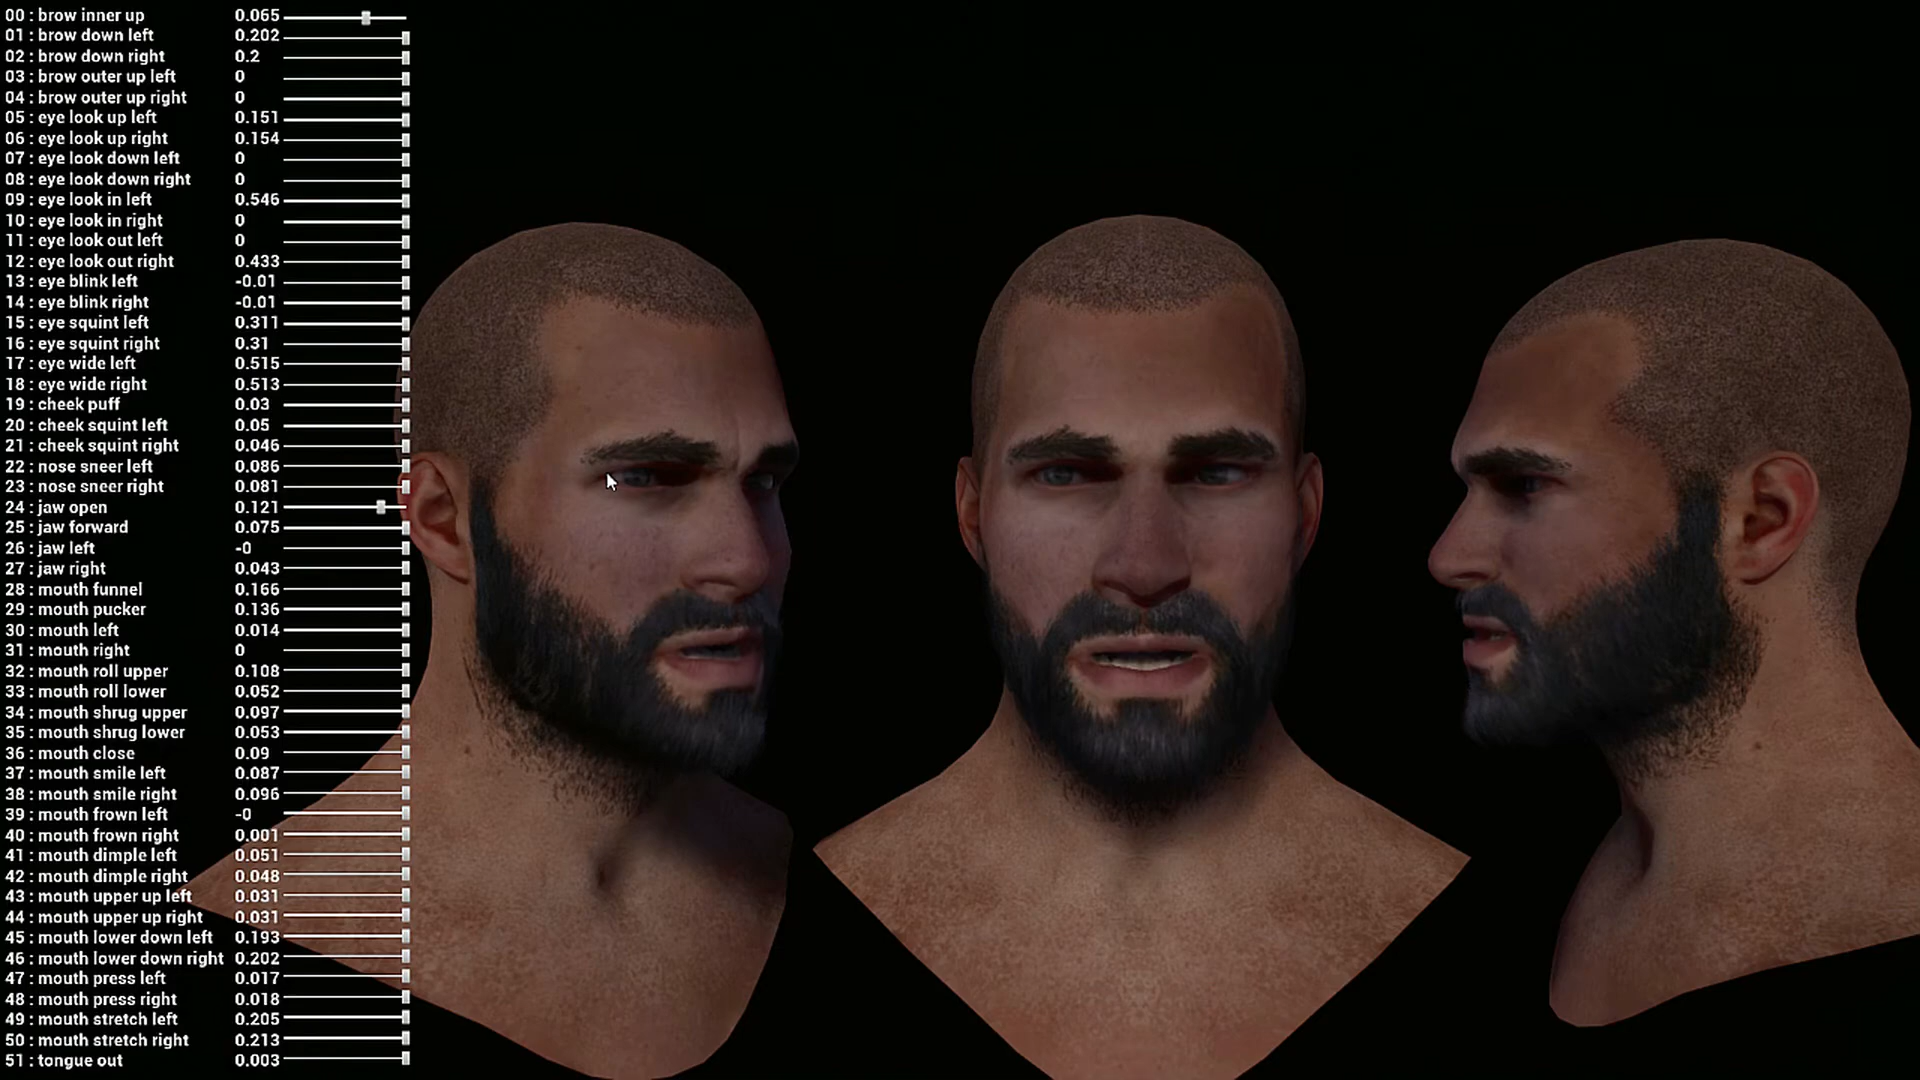 00 : brow inner up 0.065
01 : brow down left 0.202
02 : brow down right 0.2
03 : brow outer up left 0
04 : brow outer up right 0
05 : eye look up left 0.151
06 : eye look up right 0.154
07 : eye look down left 0
08 : eye look down right 0
09 : eye look in left 0.546
10 : eye look in right 0
11 : eye look out left 0
12 : eye look out right 0.433
13 : eye blink left -0.01
14 : eye blink right -0.01
15 : eye squint left 0.311
16 : eye squint right 0.31
17 : eye wide left 0.515
18 : eye wide right 0.513
19 : cheek puff 0.03
20 : cheek squint left 0.05
21 : cheek squint right 0.046
22 : nose sneer left 0.086
23 : nose sneer right 0.081
24 : jaw open 0.121
25 : jaw forward 0.075
26 : jaw left -0
27 : jaw right 0.043
28 : mouth funnel 0.166
29 : mouth pucker 0.136
30 : mouth left 0.014
31 : mouth right 0
32 : mouth roll upper 0.108
33 : mouth roll lower 0.052
34 : mouth shrug upper 0.097
35 : mouth shrug lower 0.053
36 : mouth close 0.09
37 : mouth smile left 0.087
38 : mouth smile right 0.096
39 : mouth frown left -0
40 : mouth frown right 0.001
41 : mouth dimple left 0.051
42 : mouth dimple right 0.048
43 : mouth upper up left 0.031
44 : mouth upper up right 0.031
45 : mouth lower down left 0.193
46 : mouth lower down right 0.202
47 : mouth press left 0.017
48 : mouth press right 0.018
49 : mouth stretch left 0.205
50 : mouth stretch right 0.213
51 : tongue out 0.003